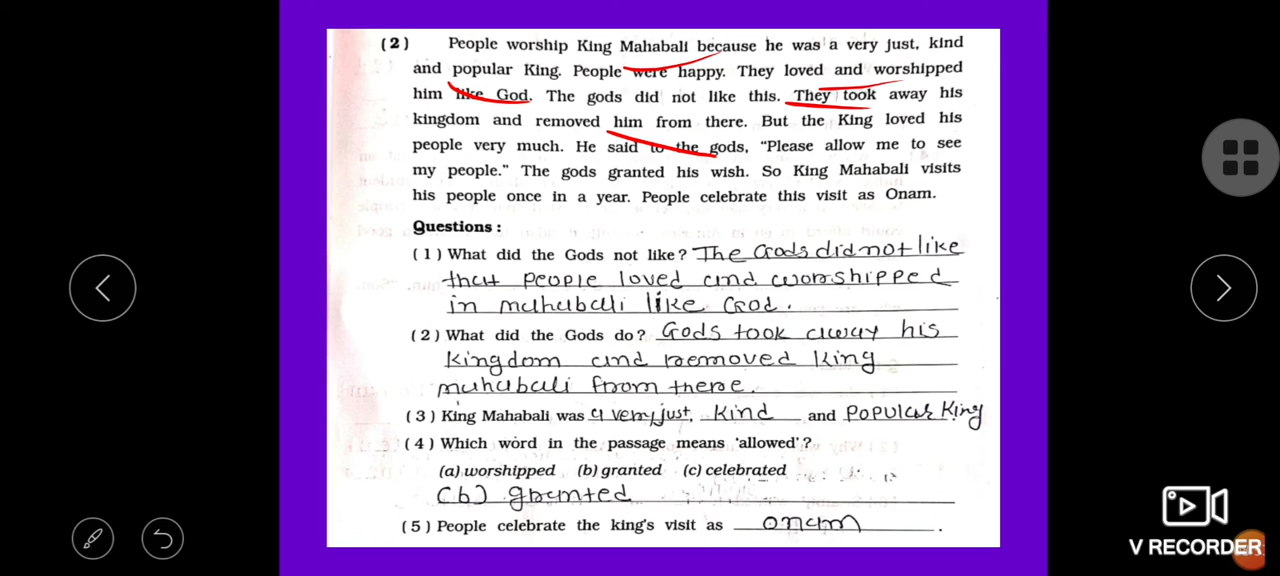 (2) People worship King Mahabali because he was a very just, kind
and popular King. People were happy. They loved and worshipped
him like God. The gods did not like this. They took away his
kingdom and removed him from there. But the King loved his
people very much. He said to the gods, “Please allow me to see
my people.” The gods granted his wish. So King Mahabali visits
his people once in a year. People celebrate this visit as Onam.
Questions :
(1) What did the Gods not like? The Gods did not like
that people loved and worshipped
in mahabali like God.
(2) What did the Gods do? Gods took away his
kingdom and removed King
mahabali from there.
(3) King Mahabali was a very just, kind and popular King.
(4) Which word in the passage means ‘allowed’?
(a) worshipped (b) granted (c) celebrated
(b) granted
(5) People celebrate the king’s visit as onam.
V RECORDER